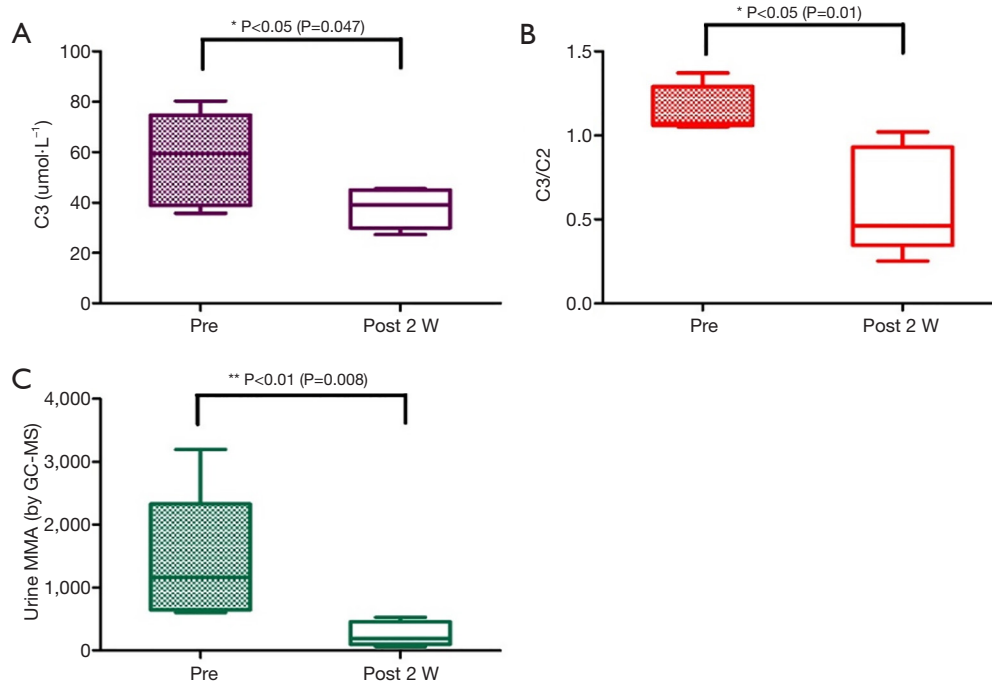 A
* P<0.05 (P=0.047)
100
80
60
40
20
0
C3 (umol·L⁻¹)
Pre
Post 2 W
B
* P<0.05 (P=0.01)
1.5
1.0
0.5
0.0
C3/C2
Pre
Post 2 W
C
** P<0.01 (P=0.008)
4,000
3,000
2,000
1,000
0
Urine MMA (by GC-MS)
Pre
Post 2 W